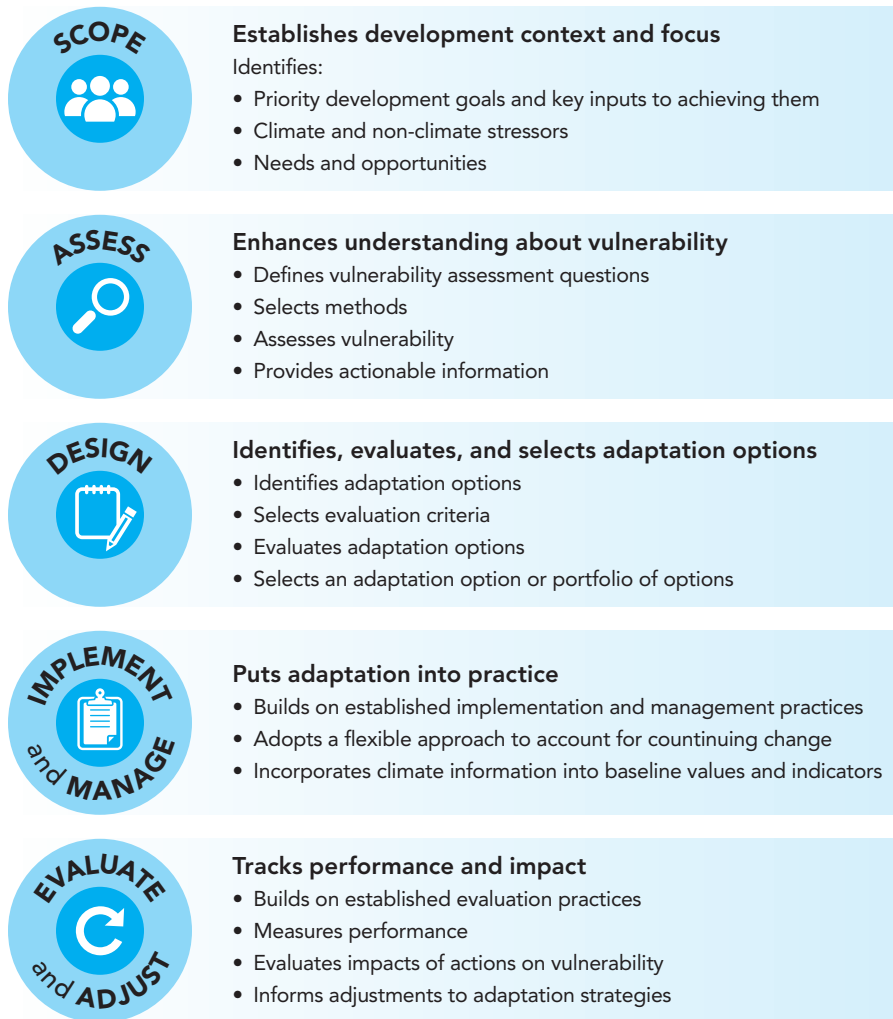 SCOPE
Establishes development context and focus
Identifies:
• Priority development goals and key inputs to achieving them
• Climate and non-climate stressors
• Needs and opportunities
ASSESS
Enhances understanding about vulnerability
• Defines vulnerability assessment questions
• Selects methods
• Assesses vulnerability
• Provides actionable information
DESIGN
Identifies, evaluates, and selects adaptation options
• Identifies adaptation options
• Selects evaluation criteria
• Evaluates adaptation options
• Selects an adaptation option or portfolio of options
IMPLEMENT
and MANAGE
Puts adaptation into practice
• Builds on established implementation and management practices
• Adopts a flexible approach to account for countinuing change
• Incorporates climate information into baseline values and indicators
EVALUATE
and ADJUST
Tracks performance and impact
• Builds on established evaluation practices
• Measures performance
• Evaluates impacts of actions on vulnerability
• Informs adjustments to adaptation strategies